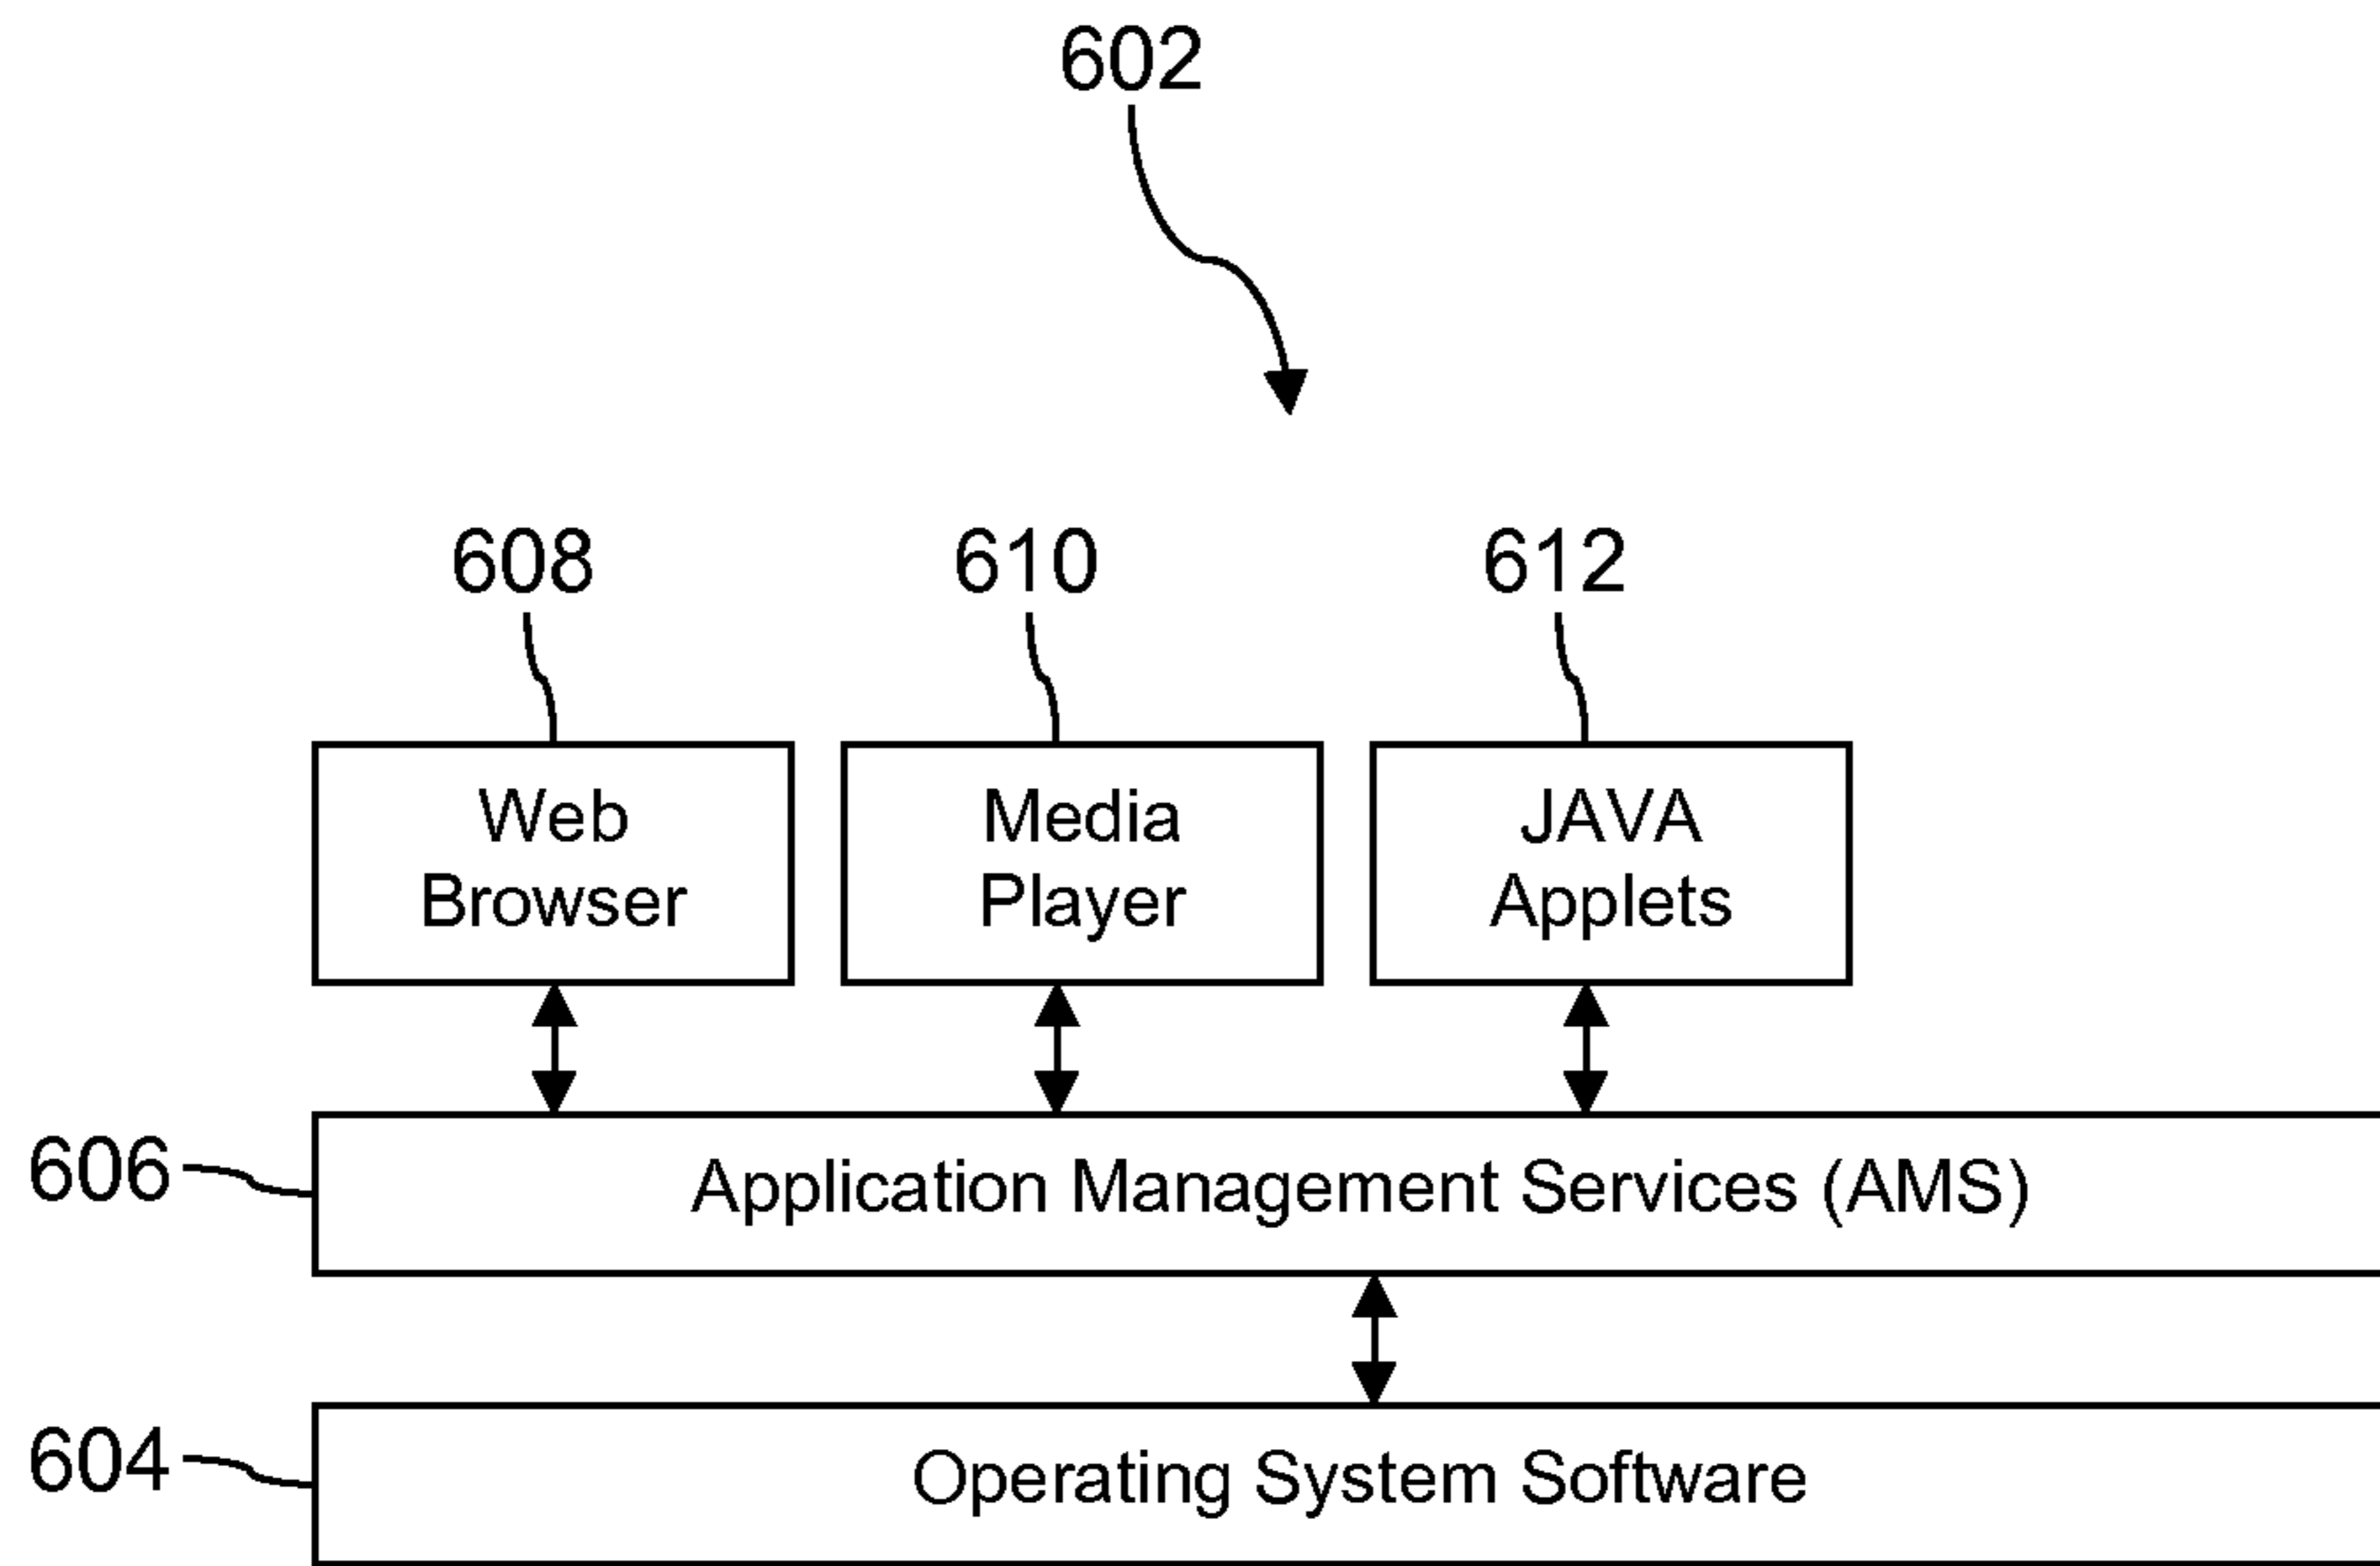 602
608
610
612
Web
Browser
Media
Player
JAVA
Applets
606
Application Management Services (AMS)
604
Operating System Software